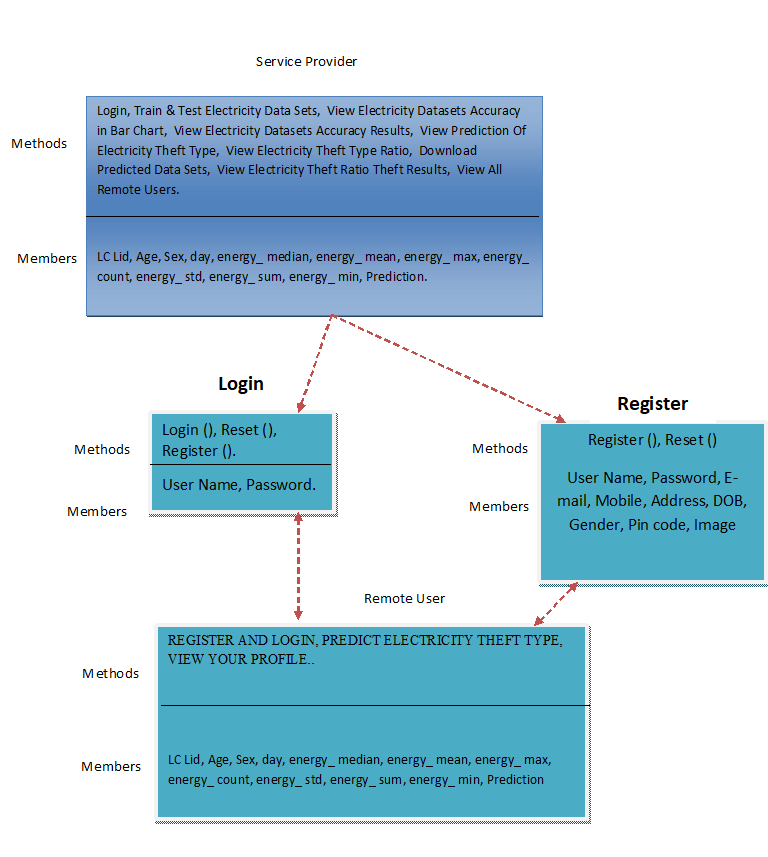 Service Provider
Methods
Login, Train & Test Electricity Data Sets,  View Electricity Datasets Accuracy
in Bar Chart,  View Electricity Datasets Accuracy Results,  View Prediction Of
Electricity Theft Type,  View Electricity Theft Type Ratio,  Download
Predicted Data Sets,  View Electricity Theft Ratio Theft Results,  View All
Remote Users.
Members
LC Lid, Age, Sex, day, energy_ median, energy_ mean, energy_ max, energy_
count, energy_ std, energy_ sum, energy_ min, Prediction.
Login
Methods
Login (), Reset (),
Register ().
Members
User Name, Password.
Register
Methods
Register (), Reset ()
Members
User Name, Password, E-
mail, Mobile, Address, DOB,
Gender, Pin code, Image
Remote User
Methods
REGISTER AND LOGIN, PREDICT ELECTRICITY THEFT TYPE,
VIEW YOUR PROFILE..
Members
LC Lid, Age, Sex, day, energy_ median, energy_ mean, energy_ max,
energy_ count, energy_ std, energy_ sum, energy_ min, Prediction